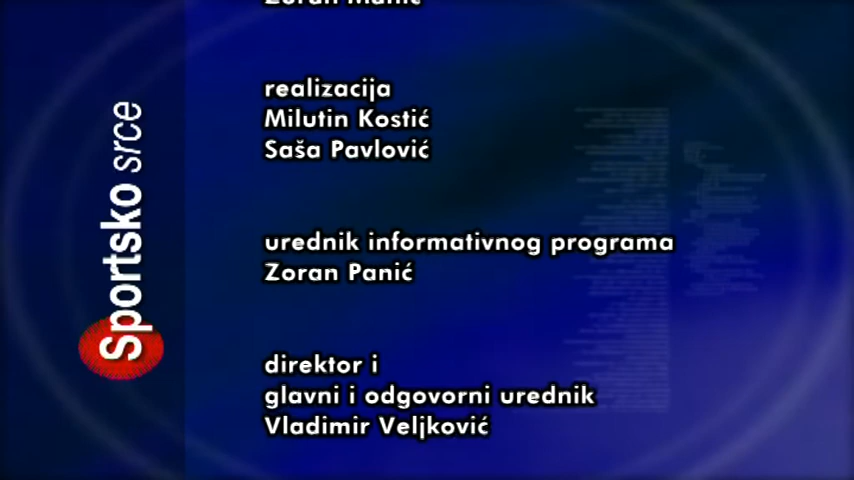 Sportsko srce
realizacija
Milutin Kostić
Saša Pavlović
urednik informativnog programa
Zoran Panić
direktor i
glavni i odgovorni urednik
Vladimir Veljković